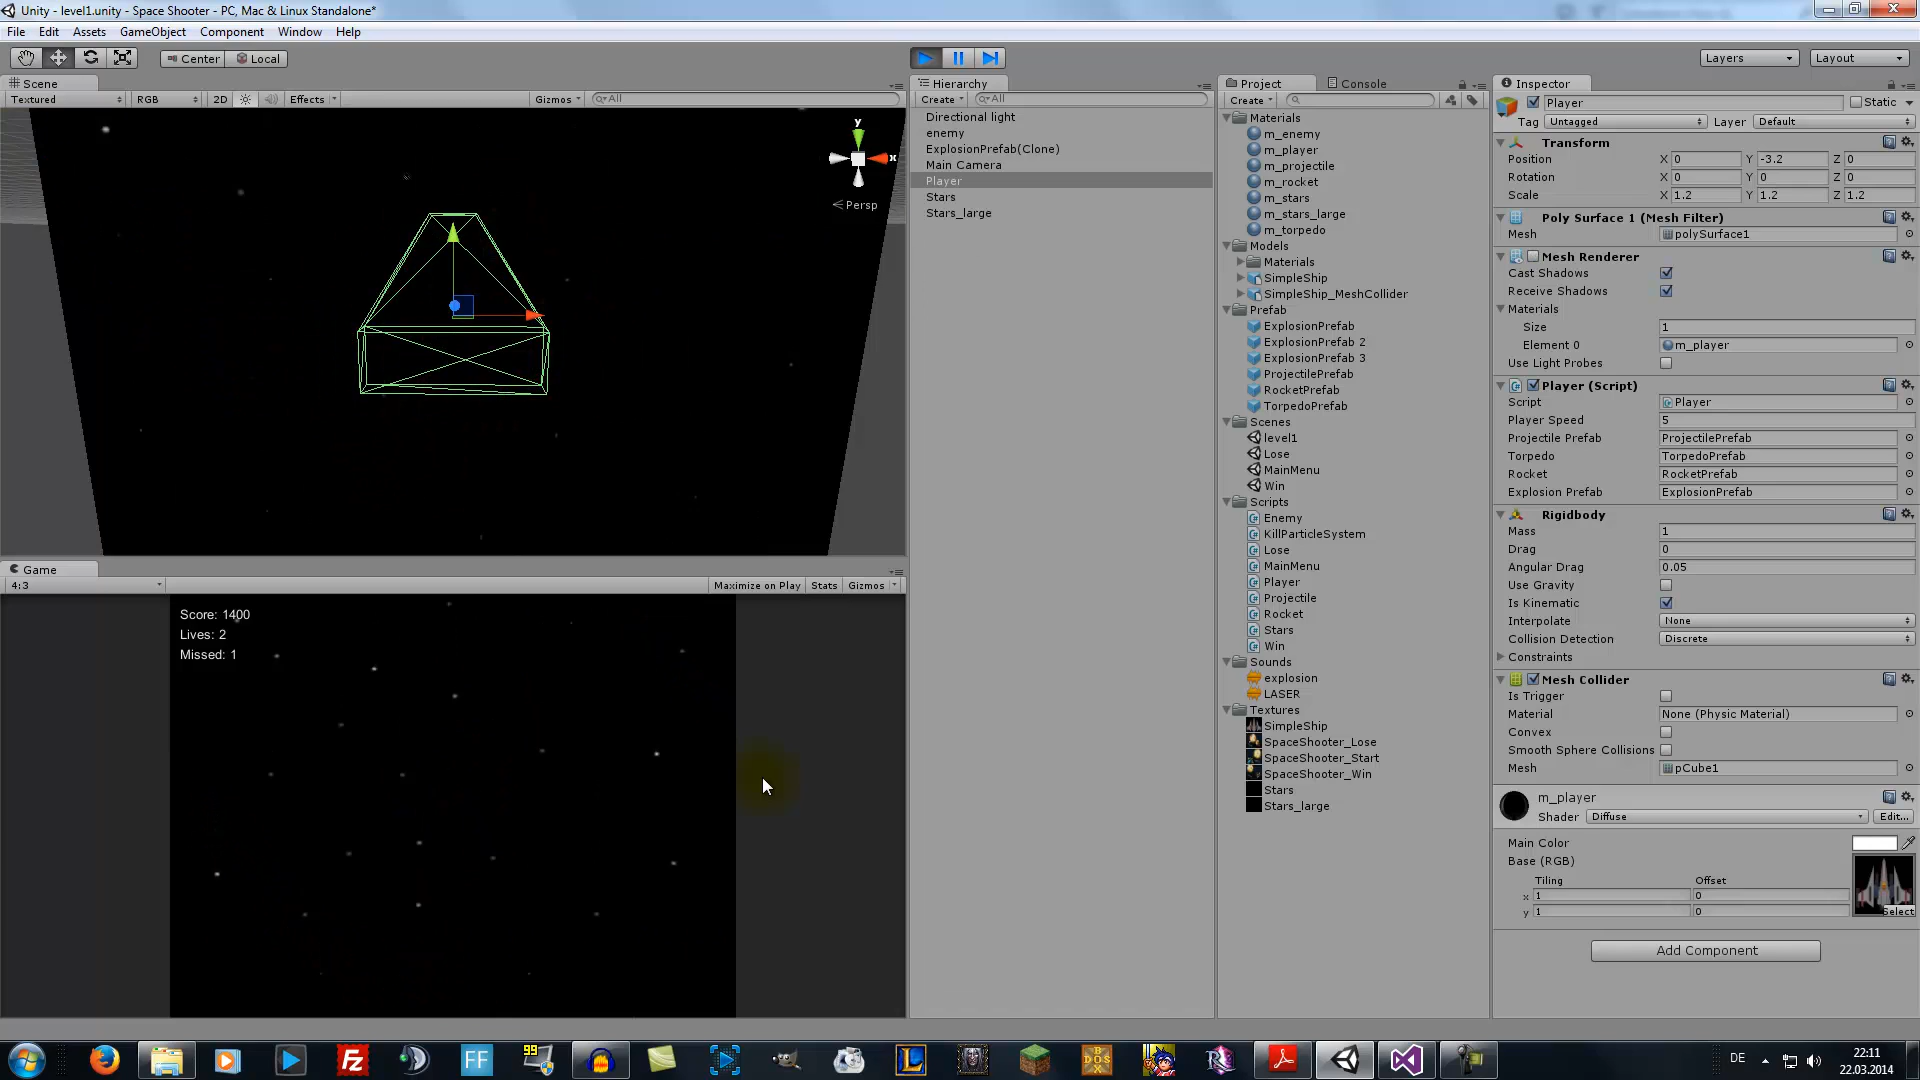 Unity - level1.unity - Space Shooter - PC, Mac & Linux Standalone*
File Edit Assets GameObject Component Window Help
Center Local Layers Layout
Scene
Textured RGB 2D Effects Gizmos All
y
x
Persp
Game
4:3 Maximize on Play Stats Gizmos
Score: 1400
Lives: 2
Missed: 1
Hierarchy
Create All
Directional light
enemy
ExplosionPrefab(Clone)
Main Camera
Player
Stars
Stars_large
Project Console
Create
Materials
m_enemy
m_player
m_projectile
m_rocket
m_stars
m_stars_large
m_torpedo
Models
Materials
SimpleShip
SimpleShip_MeshCollider
Prefab
ExplosionPrefab
ExplosionPrefab 2
ExplosionPrefab 3
ProjectilePrefab
RocketPrefab
TorpedoPrefab
Scenes
level1
Lose
MainMenu
Win
Scripts
Enemy
KillParticleSystem
Lose
MainMenu
Player
Projectile
Rocket
Stars
Win
Sounds
explosion
LASER
Textures
SimpleShip
SpaceShooter_Lose
SpaceShooter_Start
SpaceShooter_Win
Stars
Stars_large
Inspector
Player Static
Tag Untagged Layer Default
Transform
Position X 0 Y -3.2 Z 0
Rotation X 0 Y 0 Z 0
Scale X 1.2 Y 1.2 Z 1.2
Poly Surface 1 (Mesh Filter)
Mesh polySurface1
Mesh Renderer
Cast Shadows
Receive Shadows
Materials
Size 1
Element 0 m_player
Use Light Probes
Player (Script)
Script Player
Player Speed 5
Projectile Prefab ProjectilePrefab
Torpedo TorpedoPrefab
Rocket RocketPrefab
Explosion Prefab ExplosionPrefab
Rigidbody
Mass 1
Drag 0
Angular Drag 0.05
Use Gravity
Is Kinematic
Interpolate None
Collision Detection Discrete
Constraints
Mesh Collider
Is Trigger
Material None (Physic Material)
Convex
Smooth Sphere Collisions
Mesh pCube1
m_player
Shader Diffuse Edit...
Main Color
Base (RGB)
Tiling Offset
x 1 0
y 1 0
Select
Add Component
FZ FF 99 L BOX DOS
DE 22:11
22.03.2014